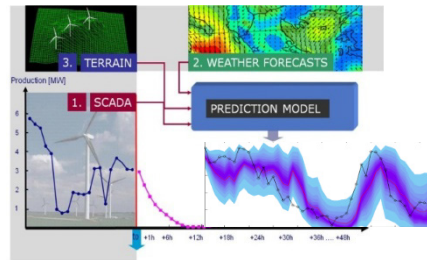 3. TERRAIN
2. WEATHER FORECASTS
Production [MW]
1. SCADA
PREDICTION MODEL
6
5
4
3
2
1
+1h +6h +12h +18h +24h +30h +36h .... +48h